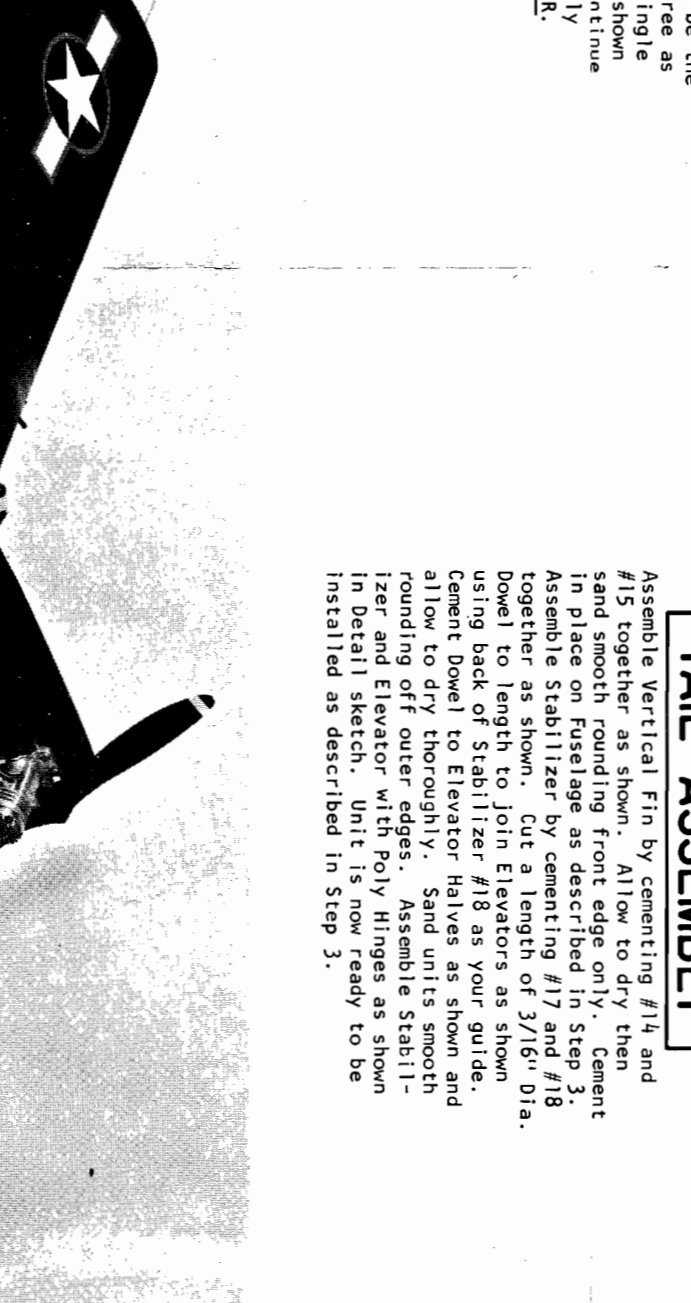 be the
ree as
ingle
shown
ntinue
ly
R.
TAIL ASSEMBLY
Assemble Vertical Fin by cementing #14 and
#15 together as shown. Allow to dry then
sand smooth rounding front edge only. Cement
in place on Fuselage as described in Step 3.
Assemble Stabilizer by cementing #17 and #18
together as shown. Cut a length of 3/16" Dia.
Dowel to length to join Elevators as shown
using back of Stabilizer #18 as your guide.
Cement Dowel to Elevator Halves as shown and
allow to dry thoroughly. Sand units smooth
rounding off outer edges. Assemble Stabil-
izer and Elevator with Poly Hinges as shown
in Detail sketch. Unit is now ready to be
installed as described in Step 3.